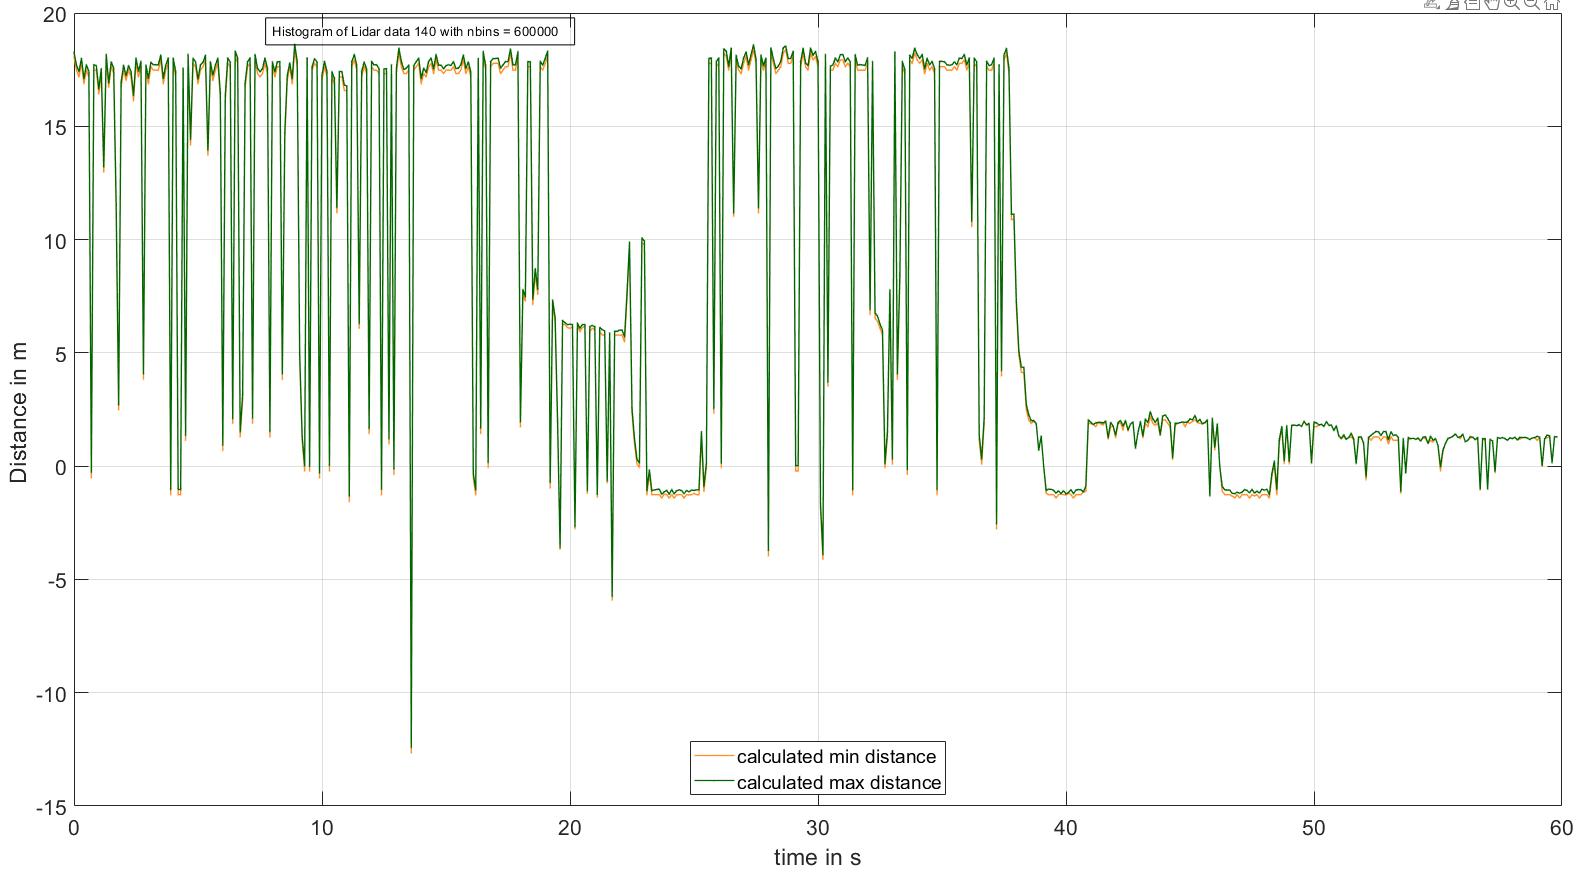 Histogram of Lidar data 140 with nbins = 600000
20
15
10
5
0
-5
-10
-15
Distance in m
calculated min distance
calculated max distance
0 10 20 30 40 50 60
time in s